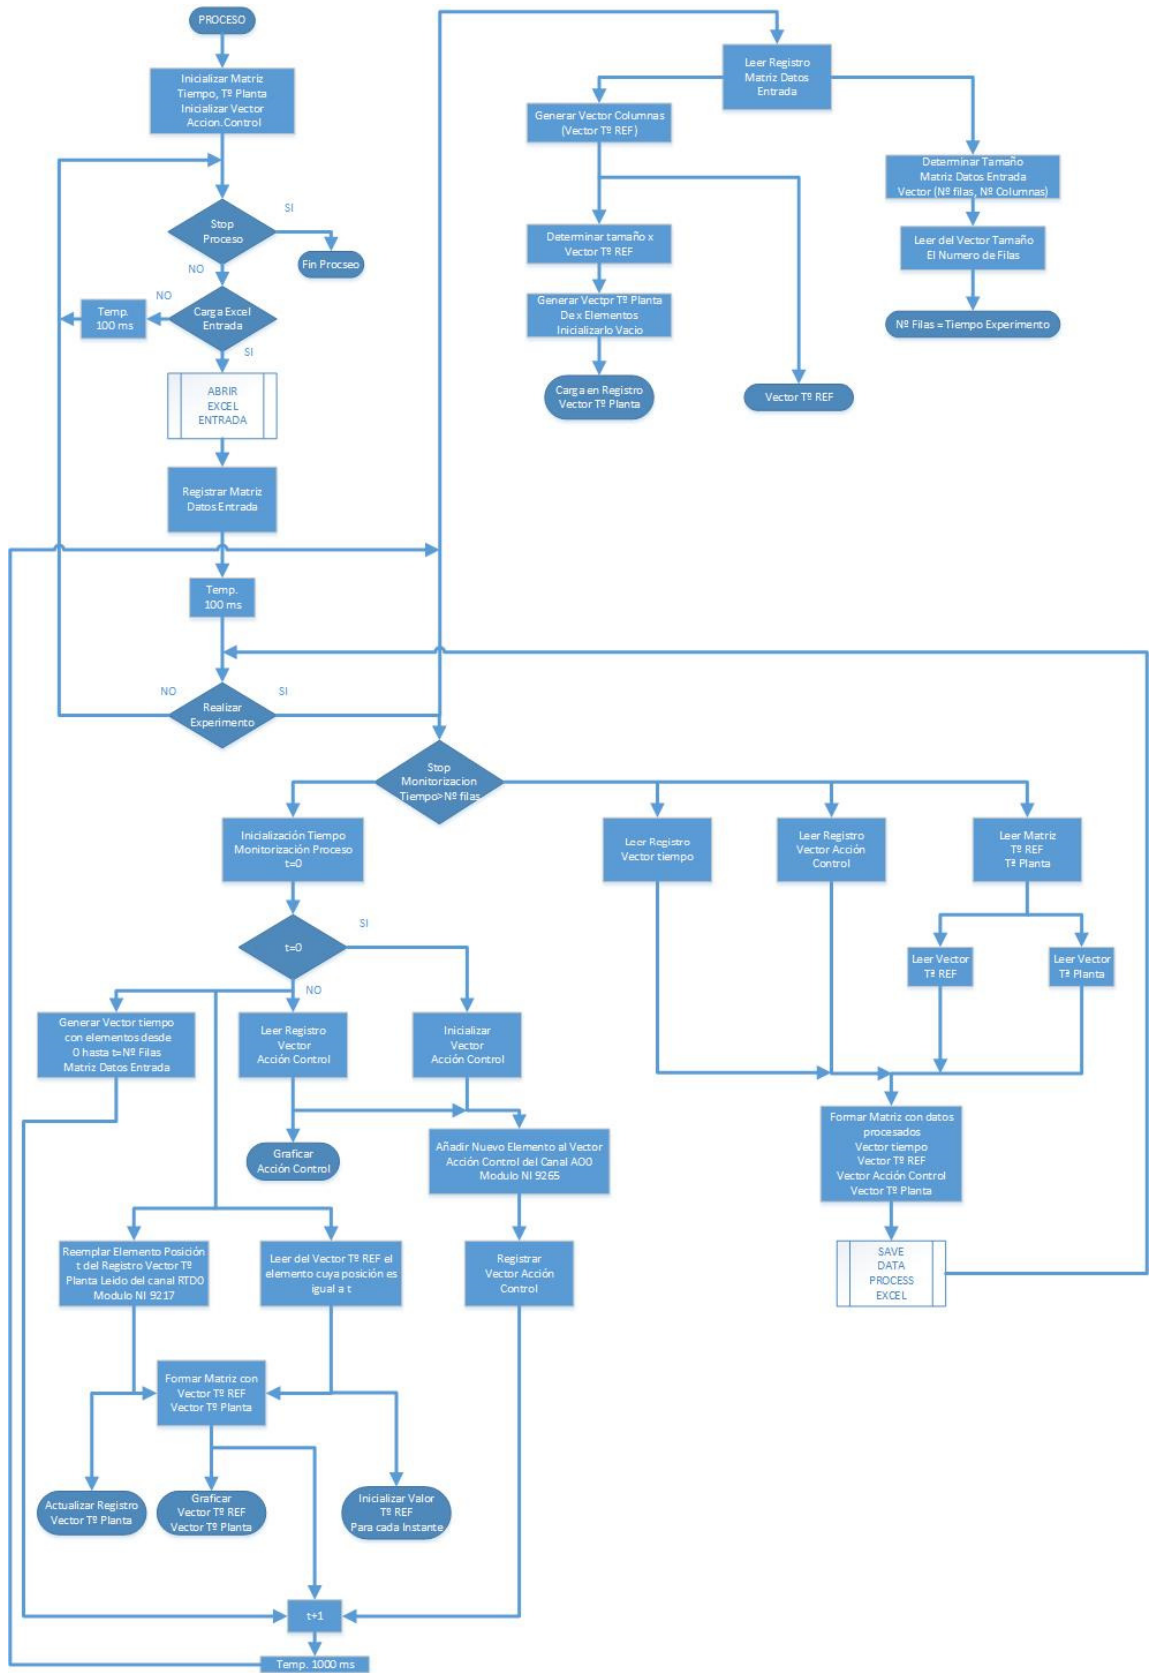 PROCESO
Inicializar Matriz
Tiempo, Tº Planta
Inicializar Vector
Accion.Control
Stop
Proceso
SI
Fin Procseo
NO
Carga Excel
Entrada
NO
Temp.
100 ms
SI
ABRIR
EXCEL
ENTRADA
Registrar Matriz
Datos Entrada
Temp.
100 ms
Realizar
Experimento
NO
SI
Leer Registro
Matriz Datos
Entrada
Generar Vector Columnas
(Vector Tº REF)
Determinar tamaño x
Vector Tº REF
Generar Vectpr Tº Planta
De x Elementos
Inicializarlo Vacio
Carga en Registro
Vector Tº Planta
Vector Tº REF
Determinar Tamaño
Matriz Datos Entrada
Vector (Nº filas, Nº Columnas)
Leer del Vector Tamaño
El Numero de Filas
Nº Filas = Tiempo Experimento
Stop
Monitorizacion
Tiempo>Nº filas
Inicialización Tiempo
Monitorización Proceso
t=0
t=0
SI
NO
Generar Vector tiempo
con elementos desde
0 hasta t=Nº Filas
Matriz Datos Entrada
Leer Registro
Vector
Acción Control
Inicializar
Vector
Acción Control
Graficar
Acción Control
Añadir Nuevo Elemento al Vector
Acción Control del Canal AO0
Modulo NI 9265
Registrar
Vector Acción
Control
Reemplar Elemento Posición
t del Registro Vector Tº
Planta Leido del canal RTD0
Modulo NI 9217
Leer del Vector Tº REF el
elemento cuya posición es
igual a t
Formar Matriz con
Vector Tº REF
Vector Tº Planta
Actualizar Registro
Vector Tº Planta
Graficar
Vector Tº REF
Vector Tº Planta
Inicializar Valor
Tº REF
Para cada Instante
t+1
Temp. 1000 ms
Leer Registro
Vector tiempo
Leer Registro
Vector Acción
Control
Leer Matriz
Tº REF
Tª Planta
Leer Vector
Tª REF
Leer Vector
Tª Planta
Formar Matriz con datos
procesados
Vector tiempo
Vector Tº REF
Vector Acción Control
Vector Tº Planta
SAVE
DATA
PROCESS
EXCEL